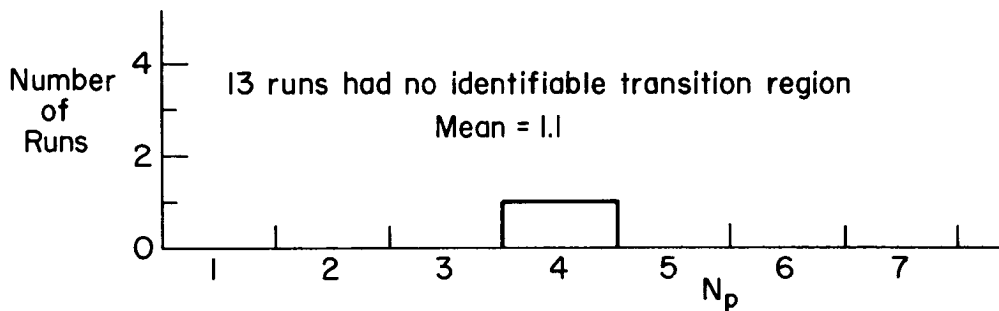 Number
of
Runs
4
2
0
13 runs had no identifiable transition region
Mean = 1.1
1 2 3 4 5 6 7
Np